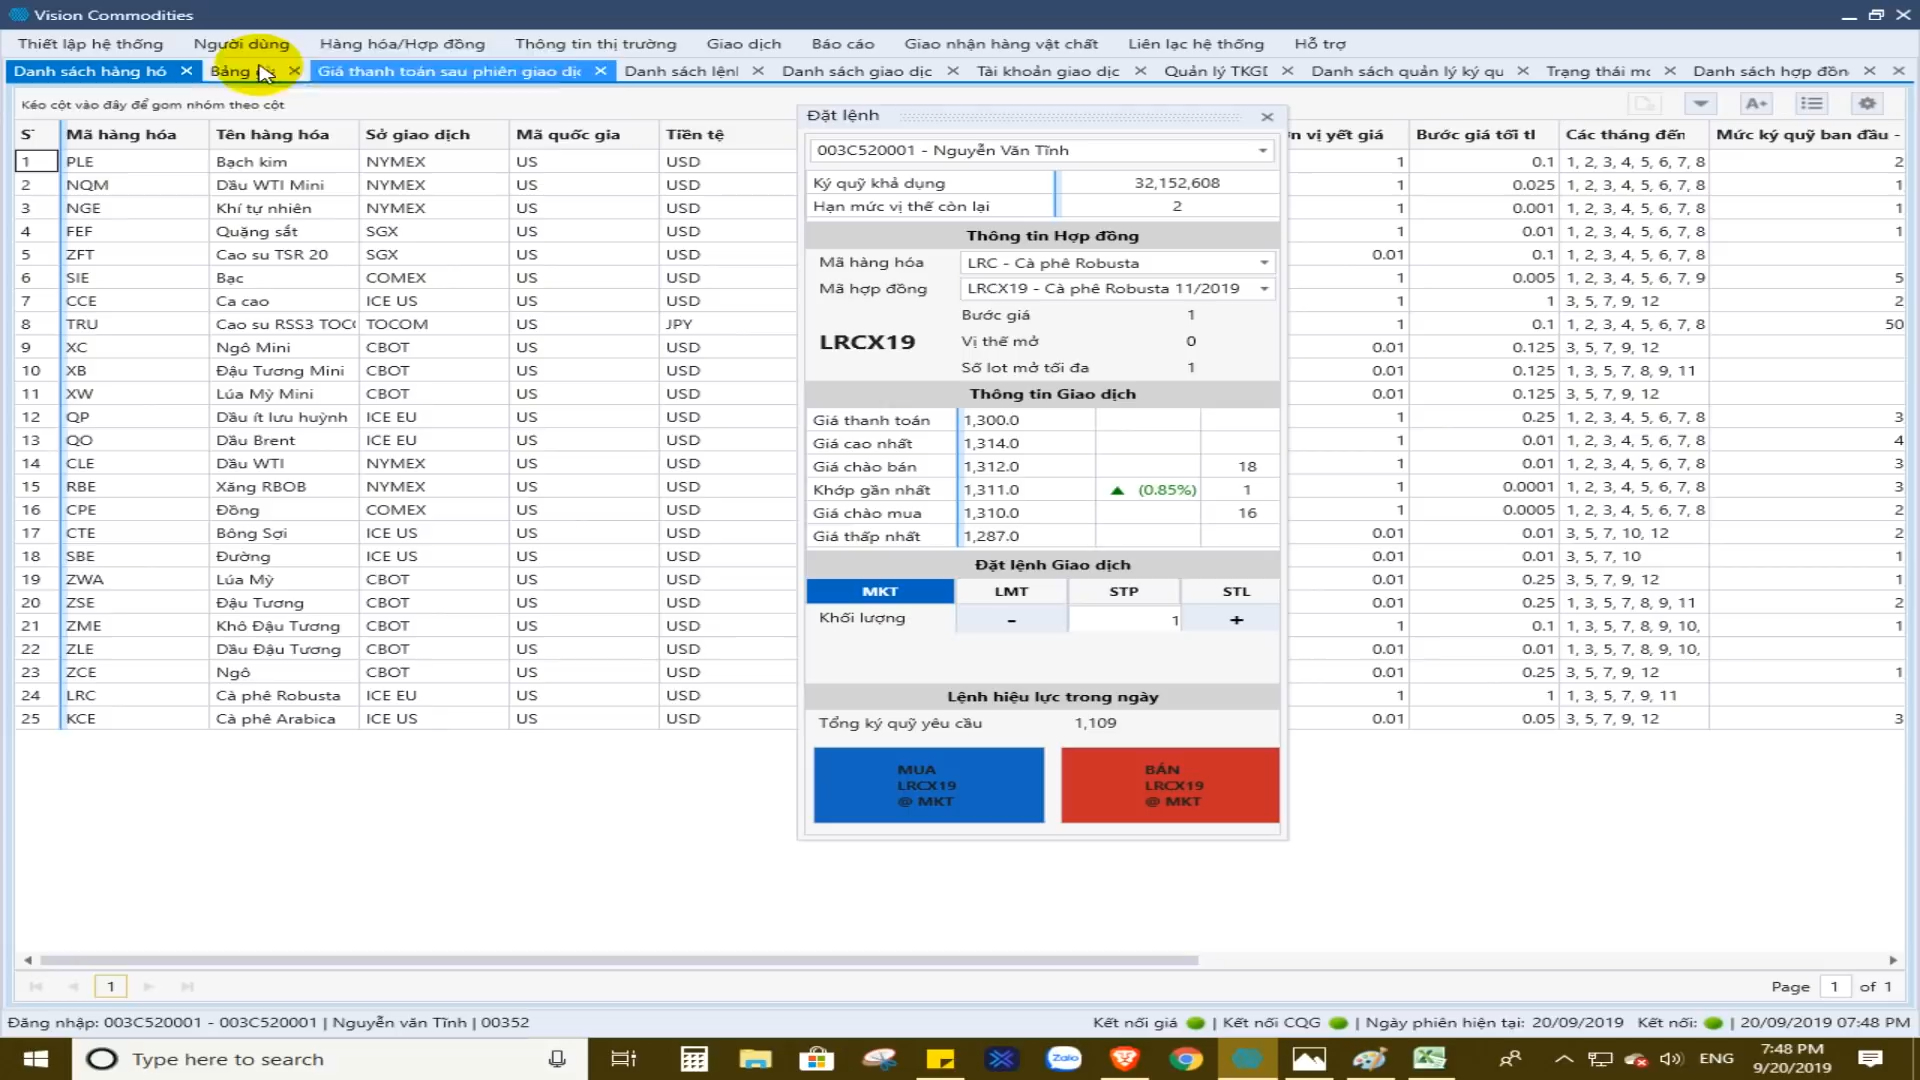 Vision Commodities
Thiết lập hệ thống Người dùng Hàng hóa/Hợp đồng Thông tin thị trường Giao dịch Báo cáo Giao nhận hàng vật chất Liên lạc hệ thống Hỗ trợ
Danh sách hàng hó Bảng Giá thanh toán sau phiên giao dịc Danh sách lệnl Danh sách giao dịc Tài khoản giao dịc Quản lý TKGD Danh sách quản lý ký qu Trạng thái mc Danh sách hợp đồn
Kéo cột vào đây để gom nhóm theo cột
Mã hàng hóa Tên hàng hóa Sở giao dịch Mã quốc gia Tiền tệ vị yết giá Bước giá tối tl Các tháng đến Mức ký quỹ ban đầu -
1 PLE Bạch kim NYMEX US USD 1 0.1 1, 2, 3, 4, 5, 6, 7, 8 2
2 NQM Dầu WTI Mini NYMEX US USD 1 0.025 1, 2, 3, 4, 5, 6, 7, 8 1
3 NGE Khí tự nhiên NYMEX US USD 1 0.001 1, 2, 3, 4, 5, 6, 7, 8 1
4 FEF Quặng sắt SGX US USD 1 0.01 1, 2, 3, 4, 5, 6, 7, 8 1
5 ZFT Cao su TSR 20 SGX US USD 0.01 0.1 1, 2, 3, 4, 5, 6, 7, 8
6 SIE Bạc COMEX US USD 1 0.005 1, 2, 3, 4, 5, 6, 7, 9 5
7 CCE Ca cao ICE US US USD 1 1 3, 5, 7, 9, 12 2
8 TRU Cao su RSS3 TOCO TOCOM US JPY 1 0.1 1, 2, 3, 4, 5, 6, 7, 8 50
9 XC Ngô Mini CBOT US USD 0.01 0.125 3, 5, 7, 9, 12
10 XB Đậu Tương Mini CBOT US USD 0.01 0.125 1, 3, 5, 7, 8, 9, 11
11 XW Lúa Mỳ Mini CBOT US USD 0.01 0.125 3, 5, 7, 9, 12
12 QP Dầu ít lưu huỳnh ICE EU US USD 1 0.25 1, 2, 3, 4, 5, 6, 7, 8 3
13 QO Dầu Brent ICE EU US USD 1 0.01 1, 2, 3, 4, 5, 6, 7, 8 4
14 CLE Dầu WTI NYMEX US USD 1 0.01 1, 2, 3, 4, 5, 6, 7, 8 3
15 RBE Xăng RBOB NYMEX US USD 1 0.0001 1, 2, 3, 4, 5, 6, 7, 8 3
16 CPE Đồng COMEX US USD 1 0.0005 1, 2, 3, 4, 5, 6, 7, 8 2
17 CTE Bông Sợi ICE US US USD 0.01 0.01 3, 5, 7, 10, 12 2
18 SBE Đường ICE US US USD 0.01 0.01 3, 5, 7, 10 1
19 ZWA Lúa Mỳ CBOT US USD 0.01 0.25 3, 5, 7, 9, 12 1
20 ZSE Đậu Tương CBOT US USD 0.01 0.25 1, 3, 5, 7, 8, 9, 11 2
21 ZME Khô Đậu Tương CBOT US USD 1 0.1 1, 3, 5, 7, 8, 9, 10, 1
22 ZLE Dầu Đậu Tương CBOT US USD 0.01 0.01 1, 3, 5, 7, 8, 9, 10,
23 ZCE Ngô CBOT US USD 0.01 0.25 3, 5, 7, 9, 12 1
24 LRC Cà phê Robusta ICE EU US USD 1 1 1, 3, 5, 7, 9, 11
25 KCE Cà phê Arabica ICE US US USD 0.01 0.05 3, 5, 7, 9, 12 3
Đặt lệnh
003C520001 - Nguyễn Văn Tĩnh
Ký quỹ khả dụng 32,152,608
Hạn mức vị thế còn lại 2
Thông tin Hợp đồng
Mã hàng hóa LRC - Cà phê Robusta
Mã hợp đồng LRCX19 - Cà phê Robusta 11/2019
Bước giá 1
LRCX19 Vị thế mở 0
Số lot mở tối đa 1
Thông tin Giao dịch
Giá thanh toán 1,300.0
Giá cao nhất 1,314.0
Giá chào bán 1,312.0 18
Khớp gần nhất 1,311.0 ▲ (0.85%) 1
Giá chào mua 1,310.0 16
Giá thấp nhất 1,287.0
Đặt lệnh Giao dịch
MKT LMT STP STL
Khối lượng - 1 +
Lệnh hiệu lực trong ngày
Tổng ký quỹ yêu cầu 1,109
MUA
LRCX19
@ MKT
BÁN
LRCX19
@ MKT
1 Page 1 of 1
Đăng nhập: 003C520001 - 003C520001 | Nguyễn văn Tĩnh | 00352 Kết nối giá | Kết nối CQG | Ngày phiên hiện tại: 20/09/2019 Kết nối: | 20/09/2019 07:48 PM
Type here to search Zalo ENG 7:48 PM
9/20/2019